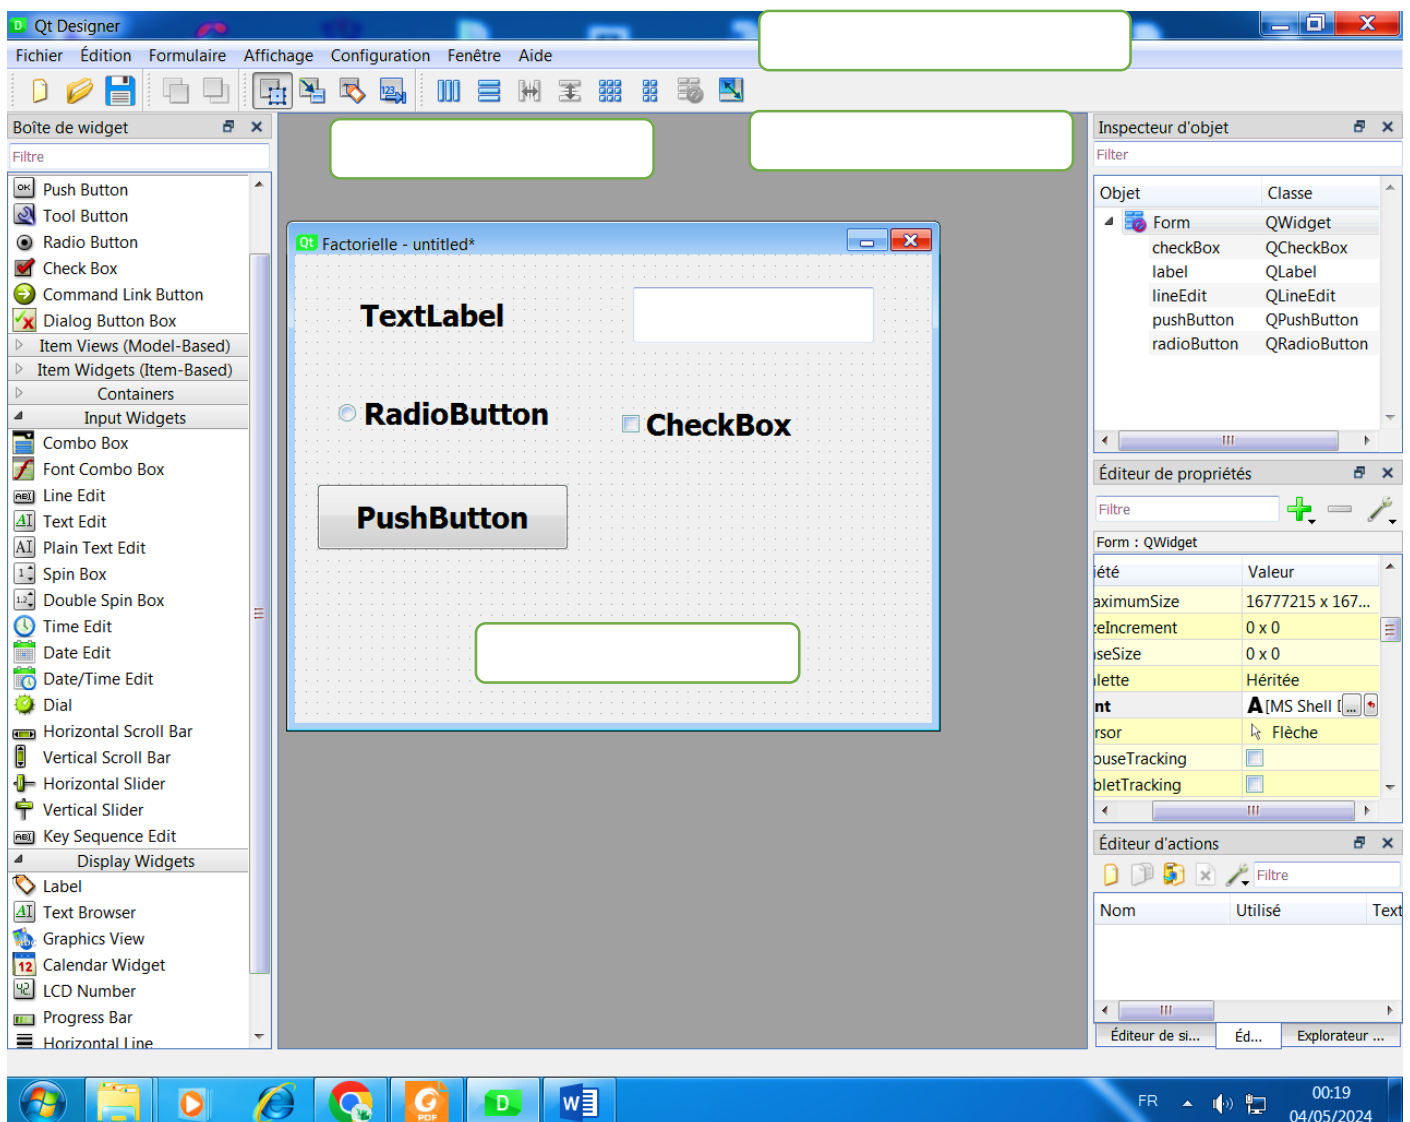 Qt Designer
Fichier Édition Formulaire Affichage Configuration Fenêtre Aide
Boîte de widget
Filtre
Push Button
Tool Button
Radio Button
Check Box
Command Link Button
Dialog Button Box
Item Views (Model-Based)
Item Widgets (Item-Based)
Containers
Input Widgets
Combo Box
Font Combo Box
Line Edit
Text Edit
Plain Text Edit
Spin Box
Double Spin Box
Time Edit
Date Edit
Date/Time Edit
Dial
Horizontal Scroll Bar
Vertical Scroll Bar
Horizontal Slider
Vertical Slider
Key Sequence Edit
Display Widgets
Label
Text Browser
Graphics View
Calendar Widget
LCD Number
Progress Bar
Horizontal Line
Factorielle - untitled*
TextLabel
RadioButton
CheckBox
PushButton
Inspecteur d'objet
Filter
Objet Classe
Form QWidget
checkBox QCheckBox
label QLabel
lineEdit QLineEdit
pushButton QPushButton
radioButton QRadioButton
Éditeur de propriétés
Filtre
Form : QWidget
iété Valeur
aximumSize 16777215 x 167...
zeIncrement 0 x 0
aseSize 0 x 0
lette Héritée
nt A [MS Shell D ...
rsor Flèche
ouseTracking
bletTracking
Éditeur d'actions
Filtre
Nom Utilisé Text
Éditeur de si... Éd... Explorateur ...
FR 00:19
04/05/2024